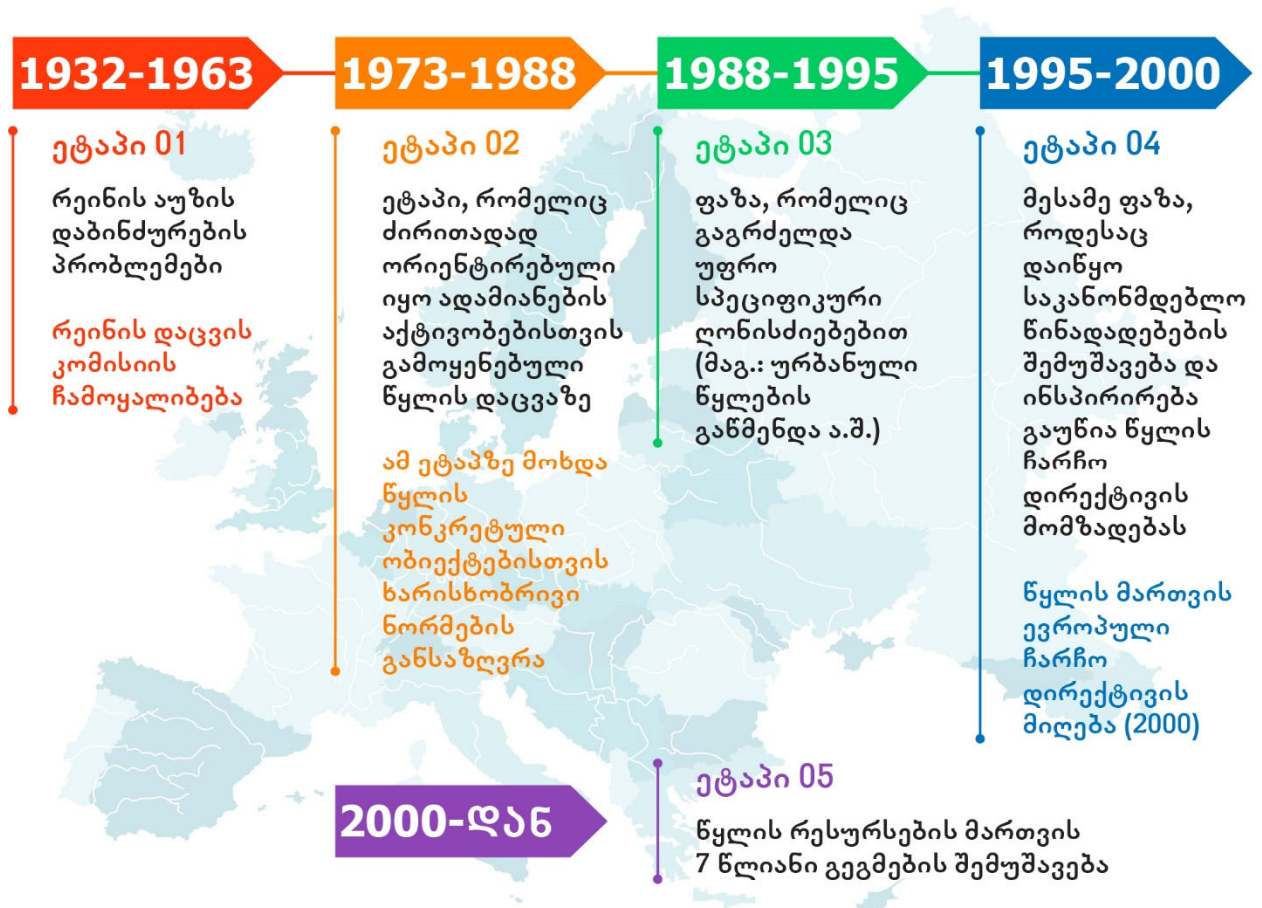 1932-1963
ეტაპი 01
რეინის აუზის
დაბინძურების
პრობლემები
რეინის დაცვის
კომისიის
ჩამოყალიბება
1973-1988
ეტაპი 02
ეტაპი, რომელიც
ძირითადად
ორიენტირებული
იყო ადამიანების
აქტივობებისთვის
გამოყენებული
წყლის დაცვაზე
ამ ეტაპზე მოხდა
წყლის
კონკრეტული
ობიექტებისთვის
ხარისხობრივი
ნორმების
განსაზღვრა
1988-1995
ეტაპი 03
ფაზა, რომელიც
გაგრძელდა
უფრო
სპეციფიკური
ღონისძიებებით
(მაგ.: ურბანული
წყლების
გაწმენდა ა.შ.)
1995-2000
ეტაპი 04
მესამე ფაზა,
როდესაც
დაიწყო
საკანონმდებლო
წინადადებების
შემუშავება და
ინსპირირება
გაუწია წყლის
ჩარჩო
დირექტივის
მომზადებას
წყლის მართვის
ევროპული
ჩარჩო
დირექტივის
მიღება (2000)
2000-დან
ეტაპი 05
წყლის რესურსების მართვის
7 წლიანი გეგმების შემუშავება